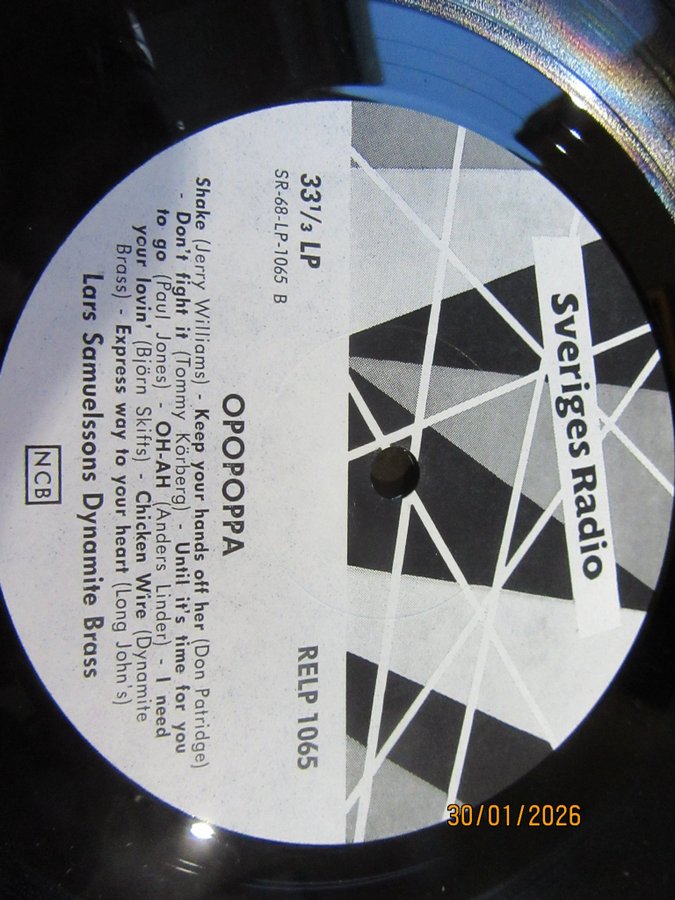 Sveriges Radio
33 1/3 LP
SR-68-LP-1065 B
RELP 1065
OPOPOPPA
Shake (Jerry Williams) - Keep your hands off her (Don Patridge)
- Don't fight it (Tommy Körberg) - Until it's time for you
to go (Paul Jones) - OH-AH (Anders Linder) - I need
your lovin' (Björn Skifts) - Chicken Wire (Dynamite
Brass) - Express way to your heart (Long John's)
Lars Samuelssons Dynamite Brass
NCB
30/01/2026